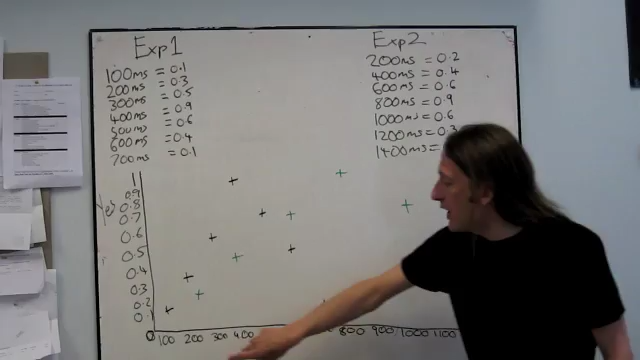 Exp1
100ms = 0.1
200ms = 0.3
300ms = 0.5
400ms = 0.9
500ms = 0.6
600ms = 0.4
700ms = 0.1
Exp2
200ms = 0.2
400ms = 0.4
600ms = 0.6
800ms = 0.9
1000ms = 0.6
1200ms = 0.3
1400ms =
Yes
1
0.9
0.8
0.7
0.6
0.5
0.4
0.3
0.2
0.1
0 100 200 300 400 800 900 1000 1100